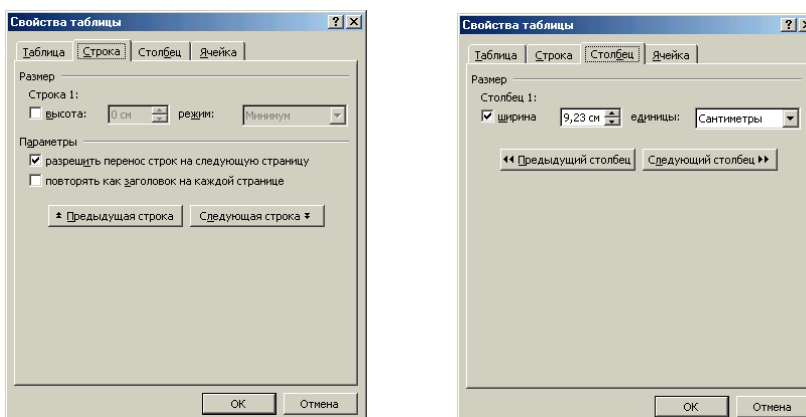 Свойства таблицы
Таблица Строка Столбец Ячейка
Размер
Строка 1:
высота: 0 см режим: Минимум
Параметры
разрешить перенос строк на следующую страницу
повторять как заголовок на каждой странице
Предыдущая строка Следующая строка
ОК Отмена
Свойства таблицы
Таблица Строка Столбец Ячейка
Размер
Столбец 1:
ширина 9,23 см единицы: Сантиметры
Предыдущий столбец Следующий столбец
ОК Отмена